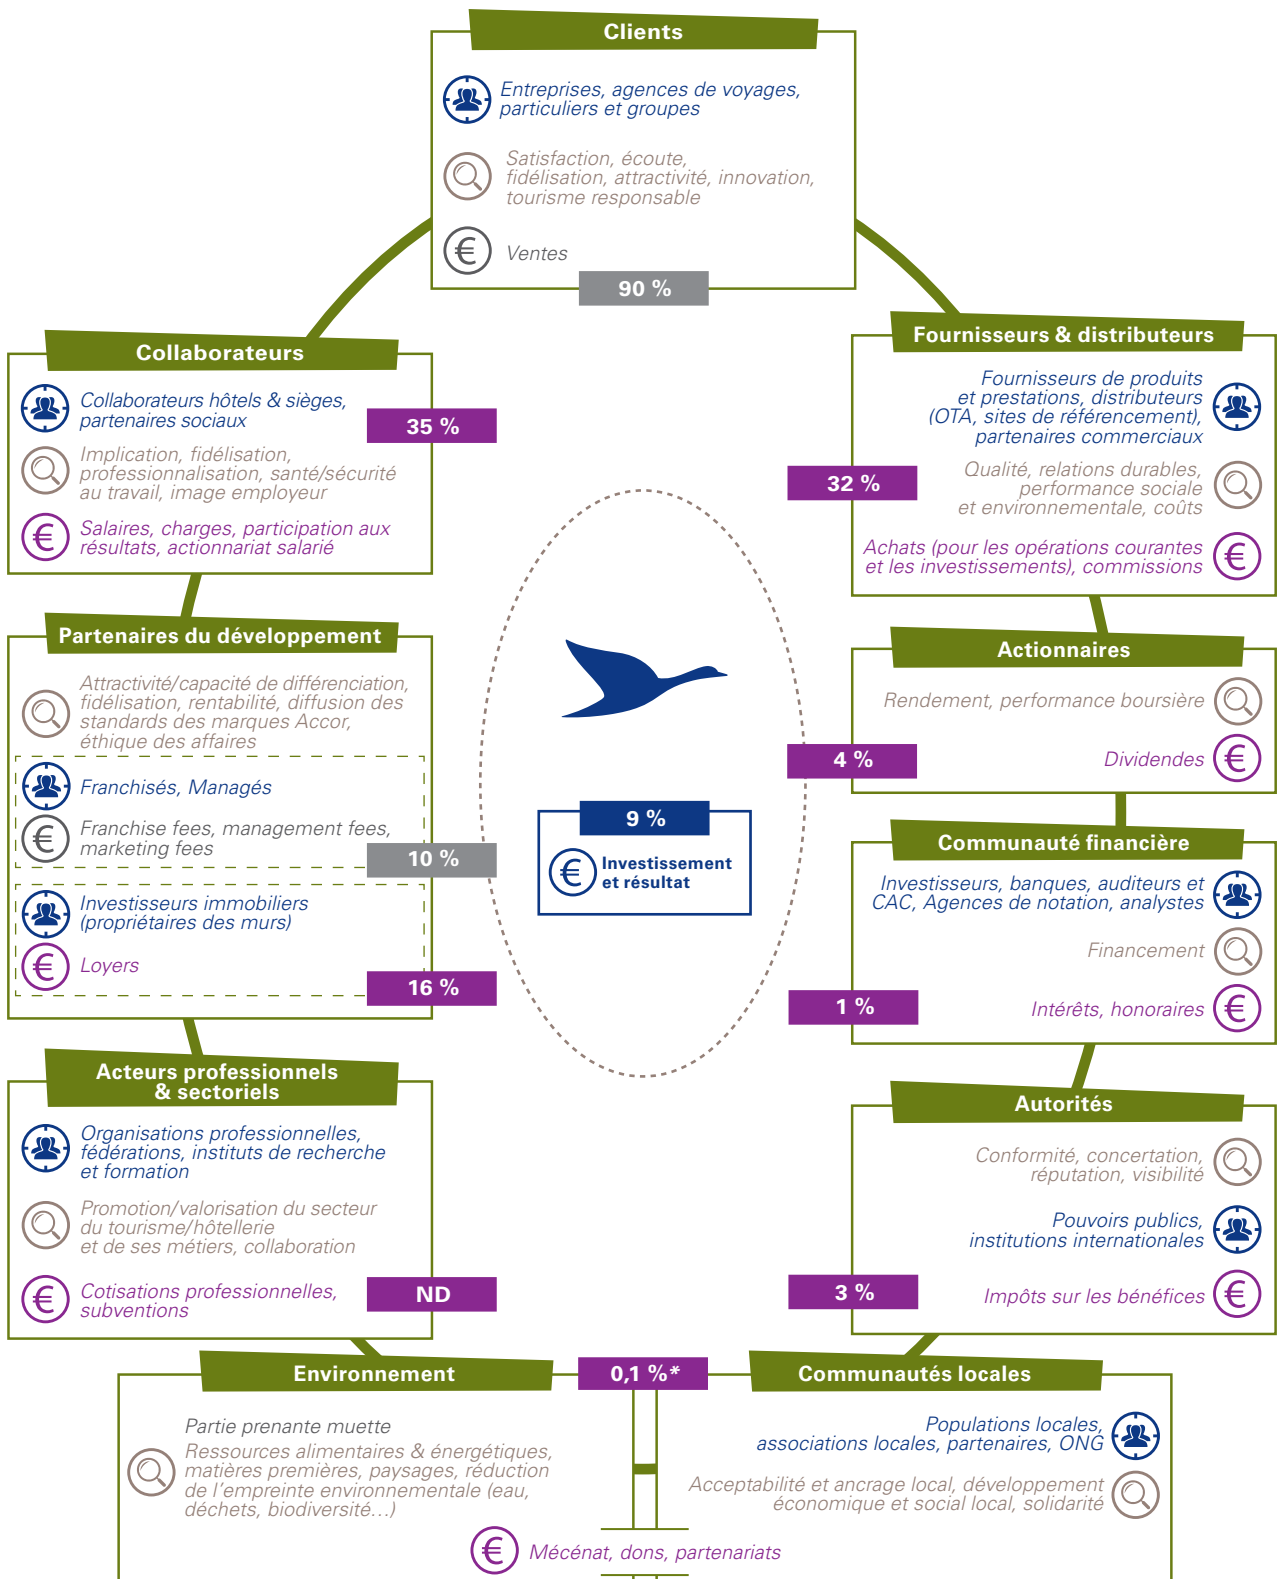 Clients
Entreprises, agences de voyages,
particuliers et groupes
Satisfaction, écoute,
fidélisation, attractivité, innovation,
tourisme responsable
€
Ventes
90 %
Collaborateurs
Collaborateurs hôtels & sièges,
partenaires sociaux
35 %
Implication, fidélisation,
professionnalisation, santé/sécurité
au travail, image employeur
€
Salaires, charges, participation aux
résultats, actionnariat salarié
Fournisseurs & distributeurs
Fournisseurs de produits
et prestations, distributeurs
(OTA, sites de référencement),
partenaires commerciaux
32 %
Qualité, relations durables,
performance sociale
et environnementale, coûts
Achats (pour les opérations courantes
et les investissements), commissions
€
Partenaires du développement
Attractivité/capacité de différenciation,
fidélisation, rentabilité, diffusion des
standards des marques Accor,
éthique des affaires
Franchisés, Managés
€
Franchise fees, management fees,
marketing fees
10 %
Investisseurs immobiliers
(propriétaires des murs)
€
Loyers
16 %
9 %
€
Investissement
et résultat
Actionnaires
Rendement, performance boursière
4 %
Dividendes
€
Communauté financière
Investisseurs, banques, auditeurs et
CAC, Agences de notation, analystes
Financement
1 %
Intérêts, honoraires
€
Acteurs professionnels
& sectoriels
Organisations professionnelles,
fédérations, instituts de recherche
et formation
Promotion/valorisation du secteur
du tourisme/hôtellerie
et de ses métiers, collaboration
€
Cotisations professionnelles,
subventions
ND
Autorités
Conformité, concertation,
réputation, visibilité
Pouvoirs publics,
institutions internationales
3 %
Impôts sur les bénéfices
€
Environnement
0,1 %*
Communautés locales
Partie prenante muette
Ressources alimentaires & énergétiques,
matières premières, paysages, réduction
de l'empreinte environnementale (eau,
déchets, biodiversité…)
Populations locales,
associations locales, partenaires, ONG
Acceptabilité et ancrage local, développement
économique et social local, solidarité
€
Mécénat, dons, partenariats